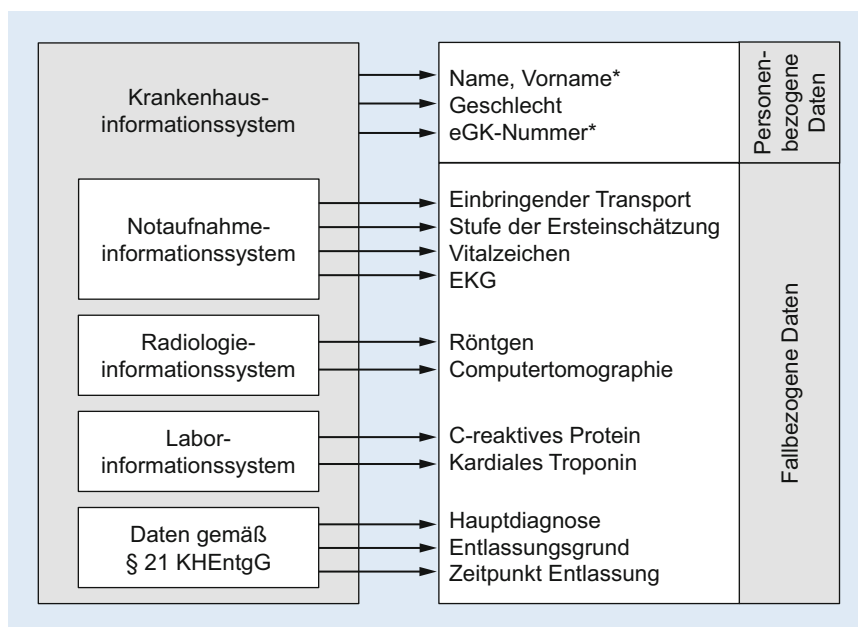 Krankenhaus-
informationssystem
Name, Vorname*
Geschlecht
eGK-Nummer*
Personen-
bezogene
Daten
Notaufnahme-
informationssystem
Einbringender Transport
Stufe der Ersteinschätzung
Vitalzeichen
EKG
Radiologie-
informationssystem
Röntgen
Computertomographie
Labor-
informationssystem
C-reaktives Protein
Kardiales Troponin
Daten gemäß
§ 21 KHEntgG
Hauptdiagnose
Entlassungsgrund
Zeitpunkt Entlassung
Fallbezogene Daten